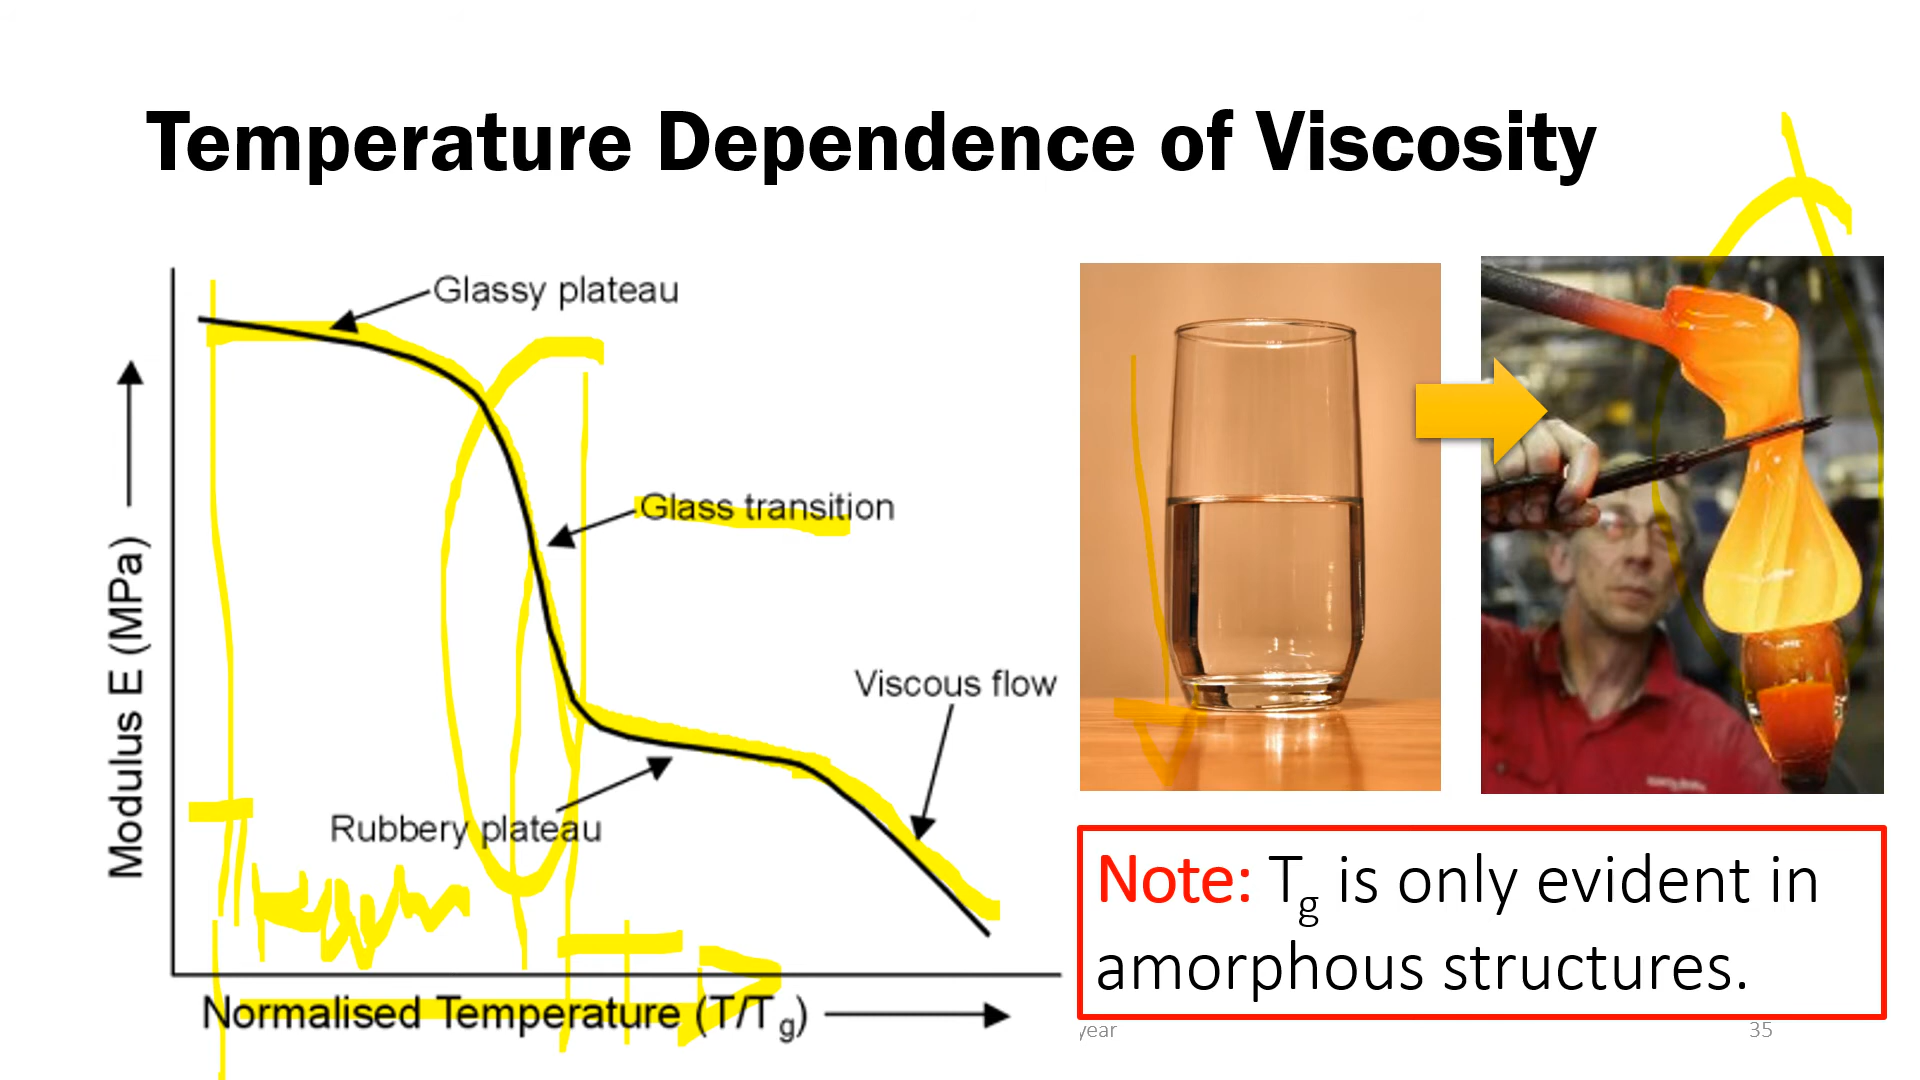 Temperature Dependence of Viscosity
Glassy plateau
Glass transition
Viscous flow
Rubbery plateau
Modulus E (MPa)
Normalised Temperature (T/Tg)
Note: Tg is only evident in
amorphous structures.
year
35